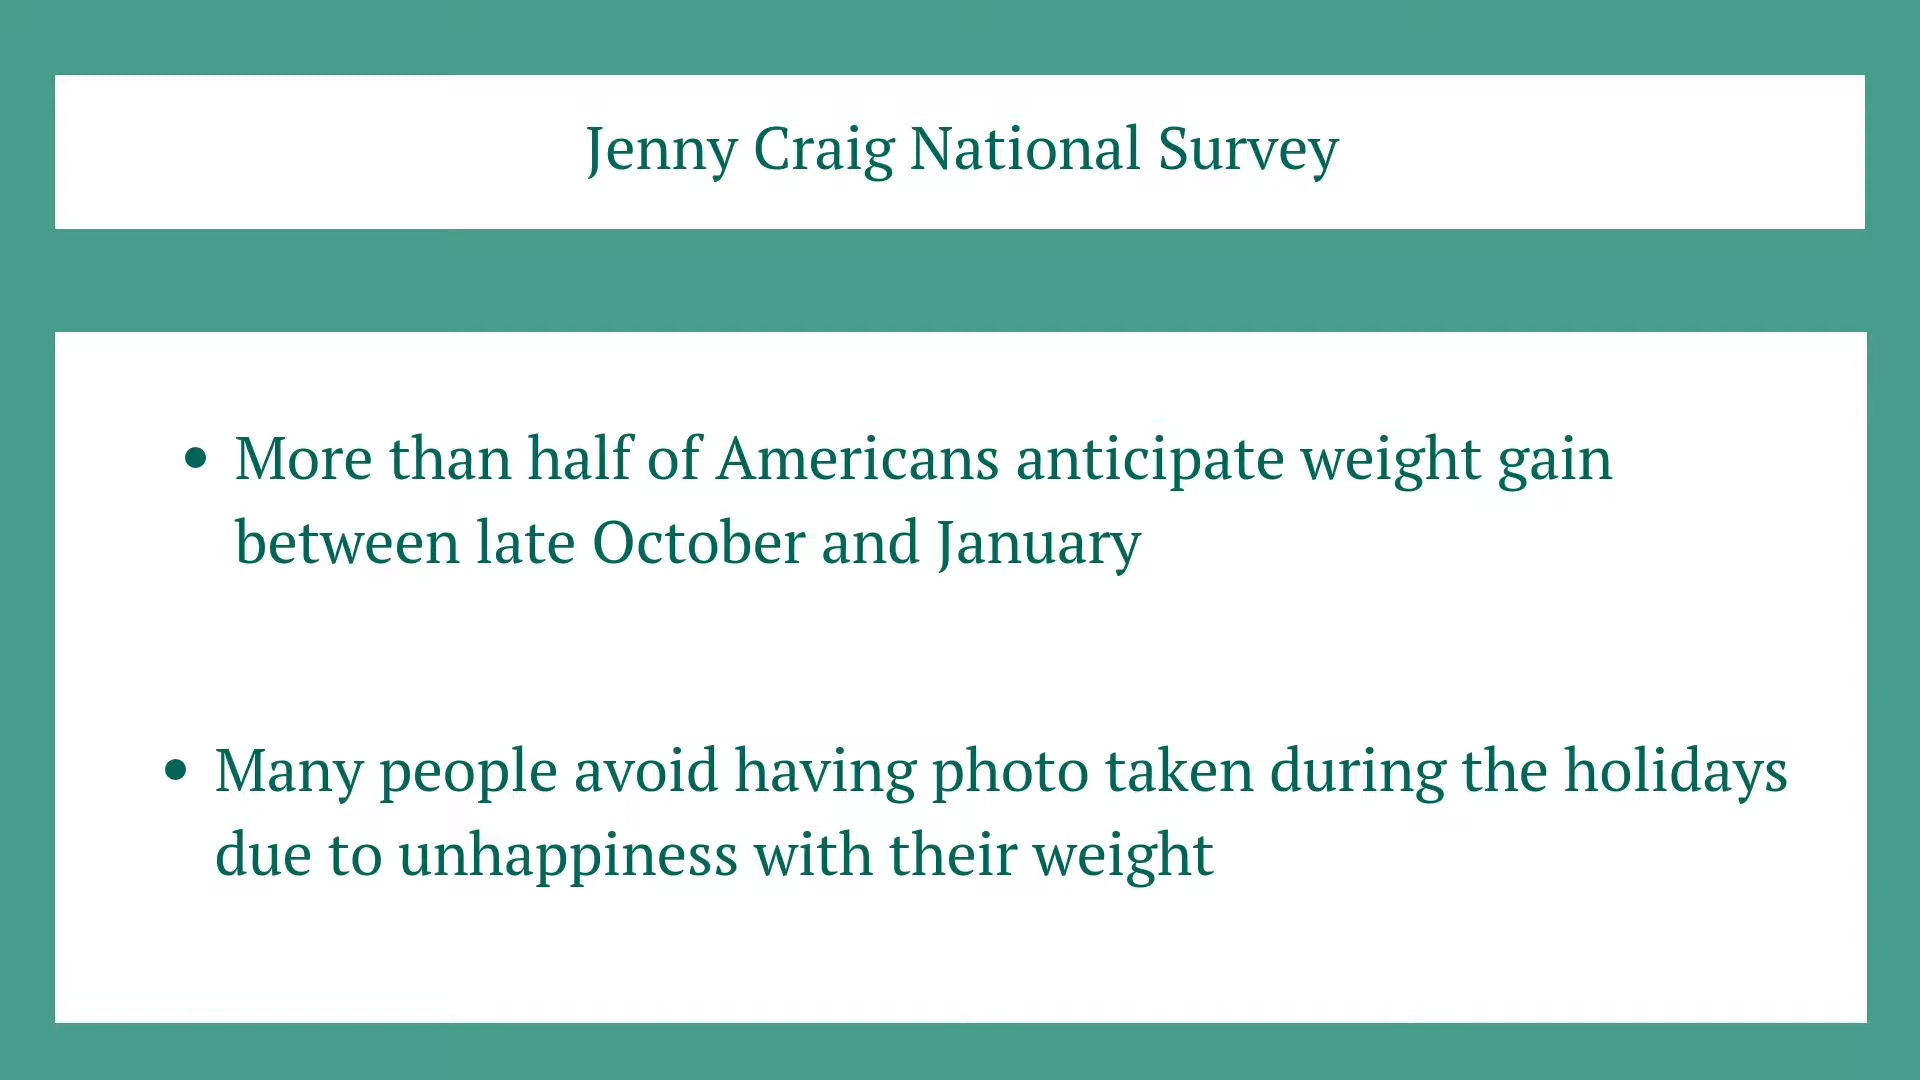 Jenny Craig National Survey
• More than half of Americans anticipate weight gain
between late October and January
• Many people avoid having photo taken during the holidays
due to unhappiness with their weight